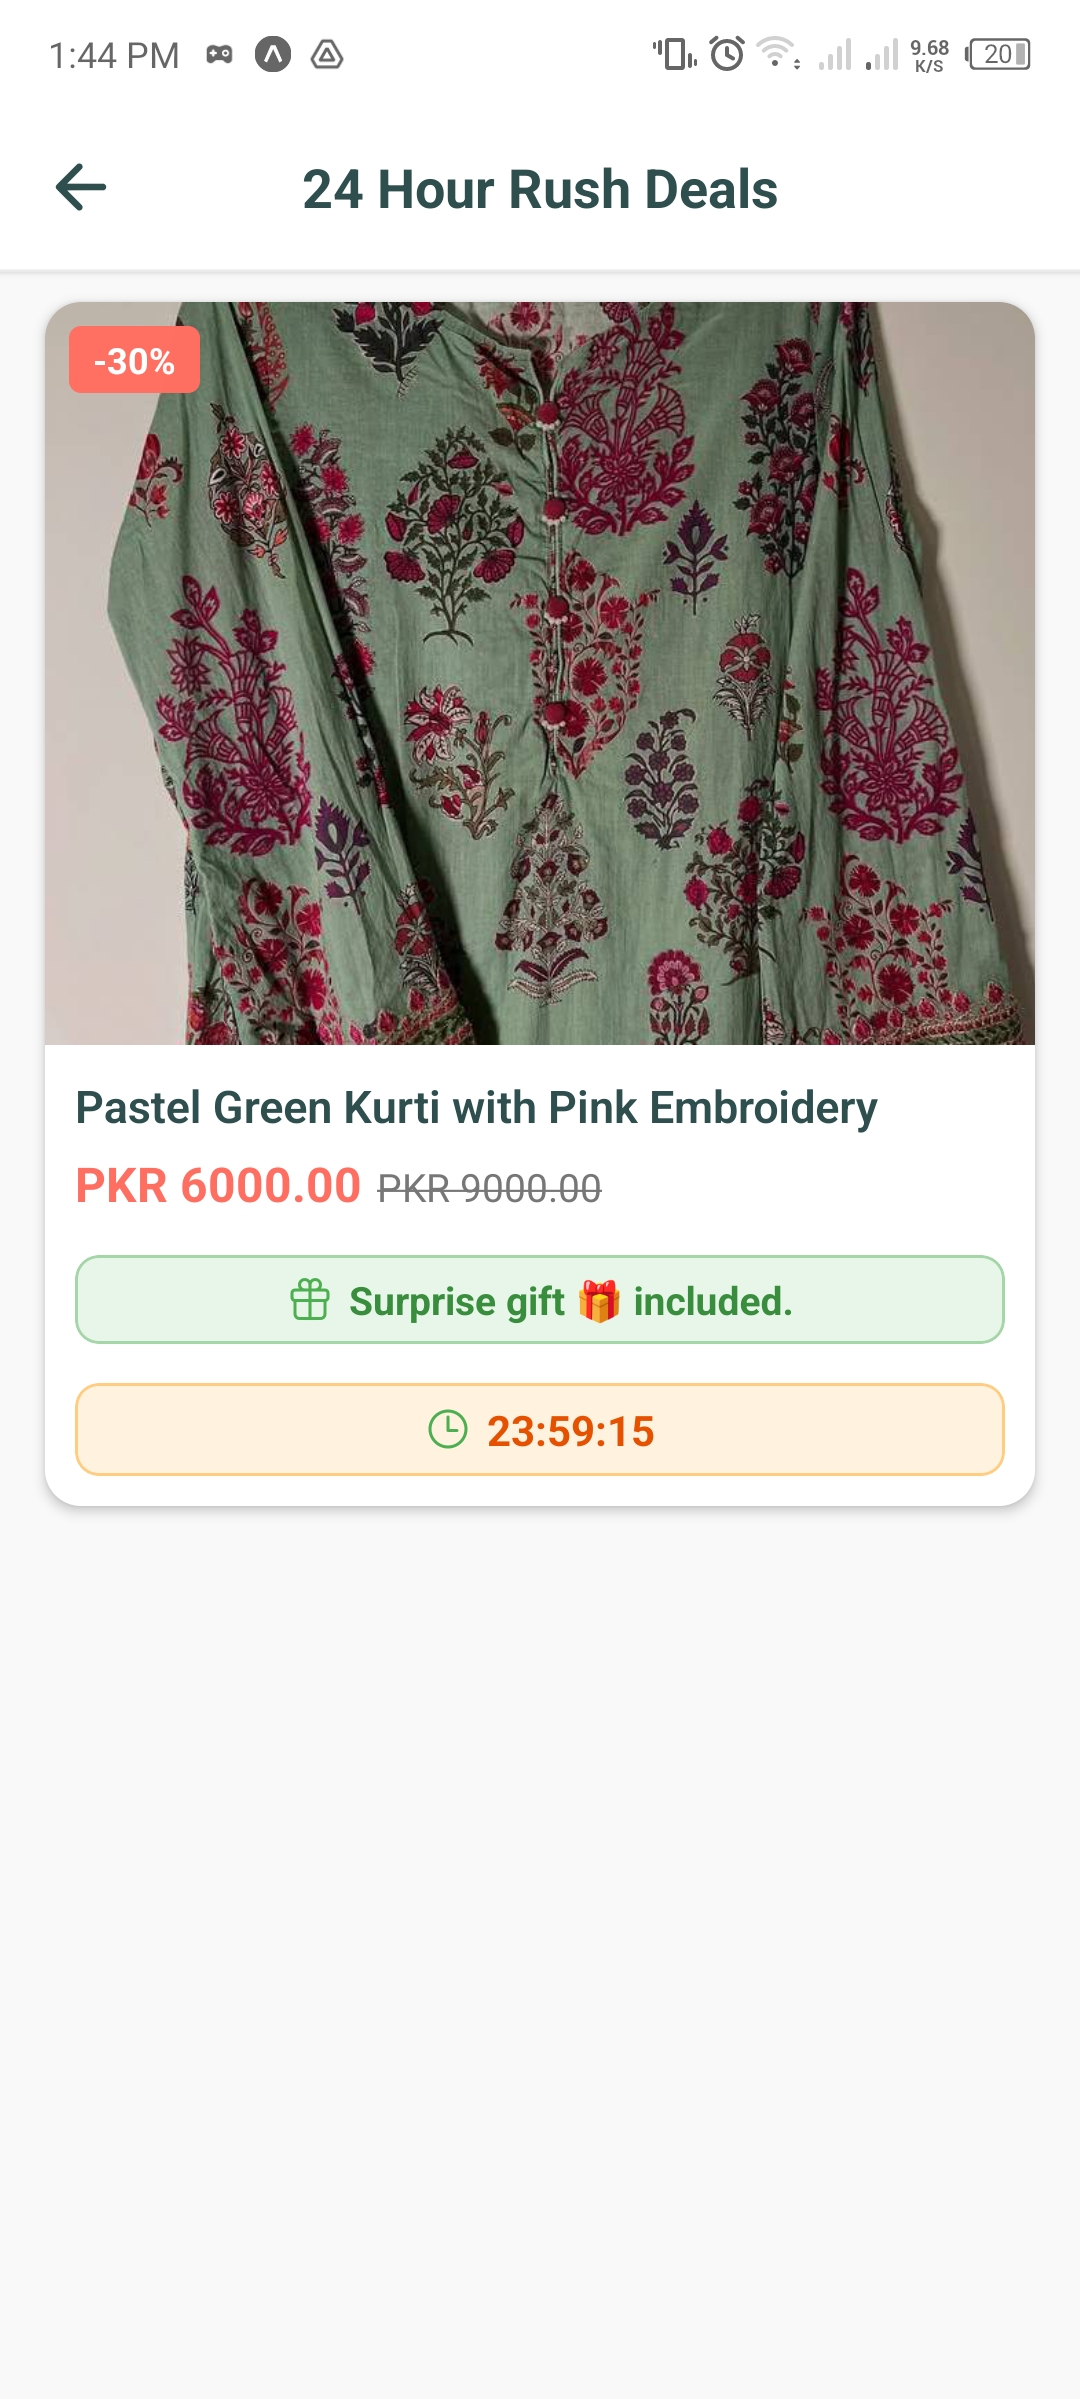 1:44 PM
9.68
K/S
20
24 Hour Rush Deals
-30%
Pastel Green Kurti with Pink Embroidery
PKR 6000.00 PKR 9000.00
Surprise gift 🎁 included.
23:59:15